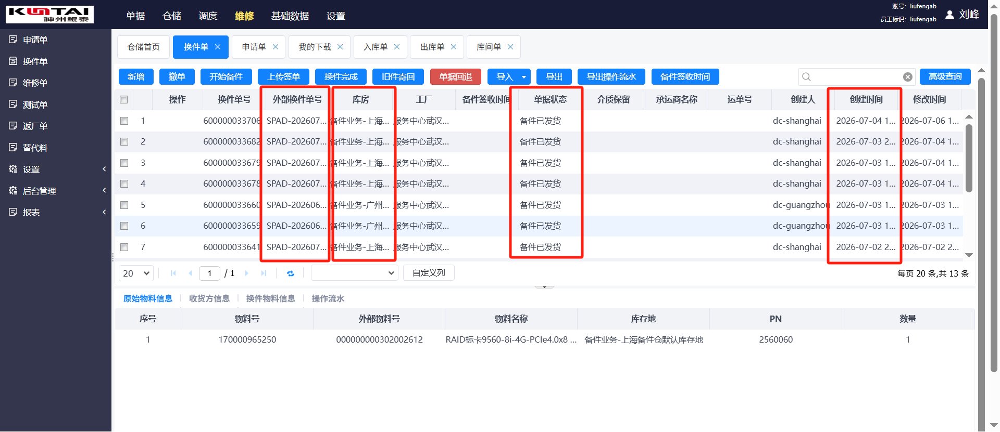 KUNTAI
神州鲲泰
单据 仓储 调度 维修 基础数据 设置
账号: liufengab
员工标识: liufengab
刘峰
申请单
换件单
维修单
测试单
返厂单
替代料
设置
后台管理
报表
仓储首页 换件单 申请单 我的下载 入库单 出库单 库间单
新增 撤单 开始备件 上传签单 换件完成 旧件寄回 单据回退 导入 导出 导出操作流水 备件签收时间 高级查询
操作 换件单号 外部换件单号 库房 工厂 备件签收时间 单据状态 介质保留 承运商名称 运单号 创建人 创建时间 修改时间
1 600000033706 SPAD-202607... 备件业务-上海... 服务中心武汉... 备件已发货 dc-shanghai 2026-07-04 1... 2026-07-06 1...
2 600000033682 SPAD-202607... 备件业务-上海... 服务中心武汉... 备件已发货 dc-shanghai 2026-07-03 2... 2026-07-04 1...
3 600000033679 SPAD-202607... 备件业务-上海... 服务中心武汉... 备件已发货 dc-shanghai 2026-07-03 1... 2026-07-04 1...
4 600000033678 SPAD-202607... 备件业务-上海... 服务中心武汉... 备件已发货 dc-shanghai 2026-07-03 1... 2026-07-04 1...
5 600000033660 SPAD-202606... 备件业务-广州... 服务中心武汉... 备件已发货 dc-guangzhou 2026-07-03 1... 2026-07-03 1...
6 600000033659 SPAD-202606... 备件业务-广州... 服务中心武汉... 备件已发货 dc-guangzhou 2026-07-03 1... 2026-07-03 1...
7 600000033641 SPAD-202607... 备件业务-上海... 服务中心武汉... 备件已发货 dc-shanghai 2026-07-02 2... 2026-07-02 2...
20 1 / 1 自定义列 每页 20 条,共 13 条
原始物料信息 收货方信息 换件物料信息 操作流水
序号 物料号 外部物料号 物料名称 库存地 PN 数量
1 170000965250 000000000302002612 RAID标卡9560-8i-4G-PCIe4.0x8 ... 备件业务-上海备件仓默认库存地 2560060 1